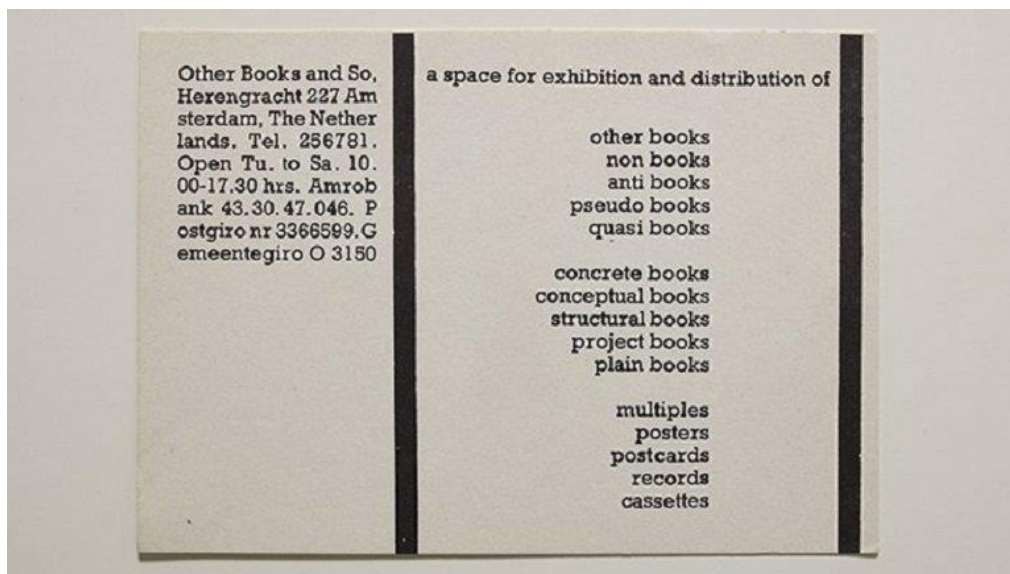 Other Books and So,
Herengracht 227 Am
sterdam, The Nether
lands. Tel. 256781.
Open Tu. to Sa. 10.
00-17.30 hrs. Amrob
ank 43.30.47.046. P
ostgiro nr 3366599.G
emeentegiro O 3150
a space for exhibition and distribution of
other books
non books
anti books
pseudo books
quasi books
concrete books
conceptual books
structural books
project books
plain books
multiples
posters
postcards
records
cassettes